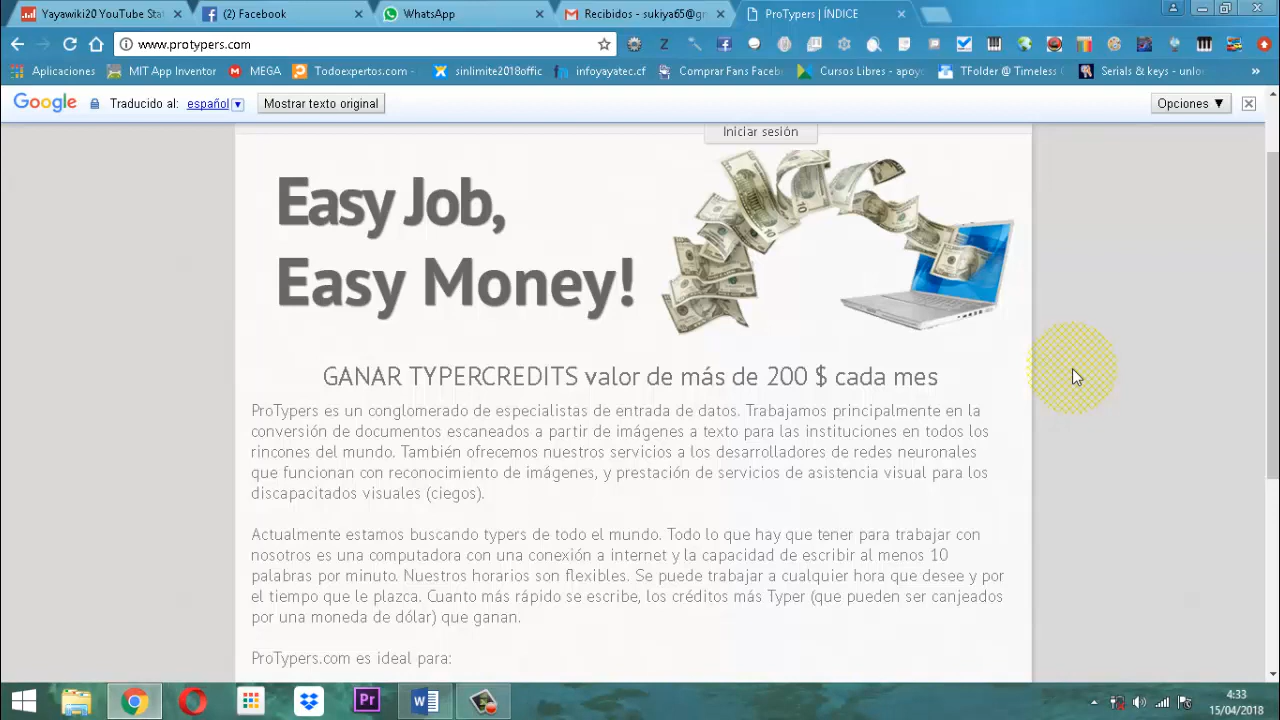 Yayawiki20 YouTube Stat
(2) Facebook
WhatsApp
Recibidos - sukiya65@gm
ProTypers | ÍNDICE
www.protypers.com
Aplicaciones
MIT App Inventor
MEGA
Todoexpertos.com -
sinlimite2018offic
infoyayatec.cf
Comprar Fans Faceb
Cursos Libres - apoy
TFolder @ Timeless
Serials & keys - unlo
»
Google
Traducido al: español
Mostrar texto original
Opciones ▼
Iniciar sesión
Easy Job,
Easy Money!
GANAR TYPERCREDITS valor de más de 200 $ cada mes
ProTypers es un conglomerado de especialistas de entrada de datos. Trabajamos principalmente en la
conversión de documentos escaneados a partir de imágenes a texto para las instituciones en todos los
rincones del mundo. También ofrecemos nuestros servicios a los desarrolladores de redes neuronales
que funcionan con reconocimiento de imágenes, y prestación de servicios de asistencia visual para los
discapacitados visuales (ciegos).
Actualmente estamos buscando typers de todo el mundo. Todo lo que hay que tener para trabajar con
nosotros es una computadora con una conexión a internet y la capacidad de escribir al menos 10
palabras por minuto. Nuestros horarios son flexibles. Se puede trabajar a cualquier hora que desee y por
el tiempo que le plazca. Cuanto más rápido se escribe, los créditos más Typer (que pueden ser canjeados
por una moneda de dólar) que ganan.
ProTypers.com es ideal para:
Pr
4:33
15/04/2018